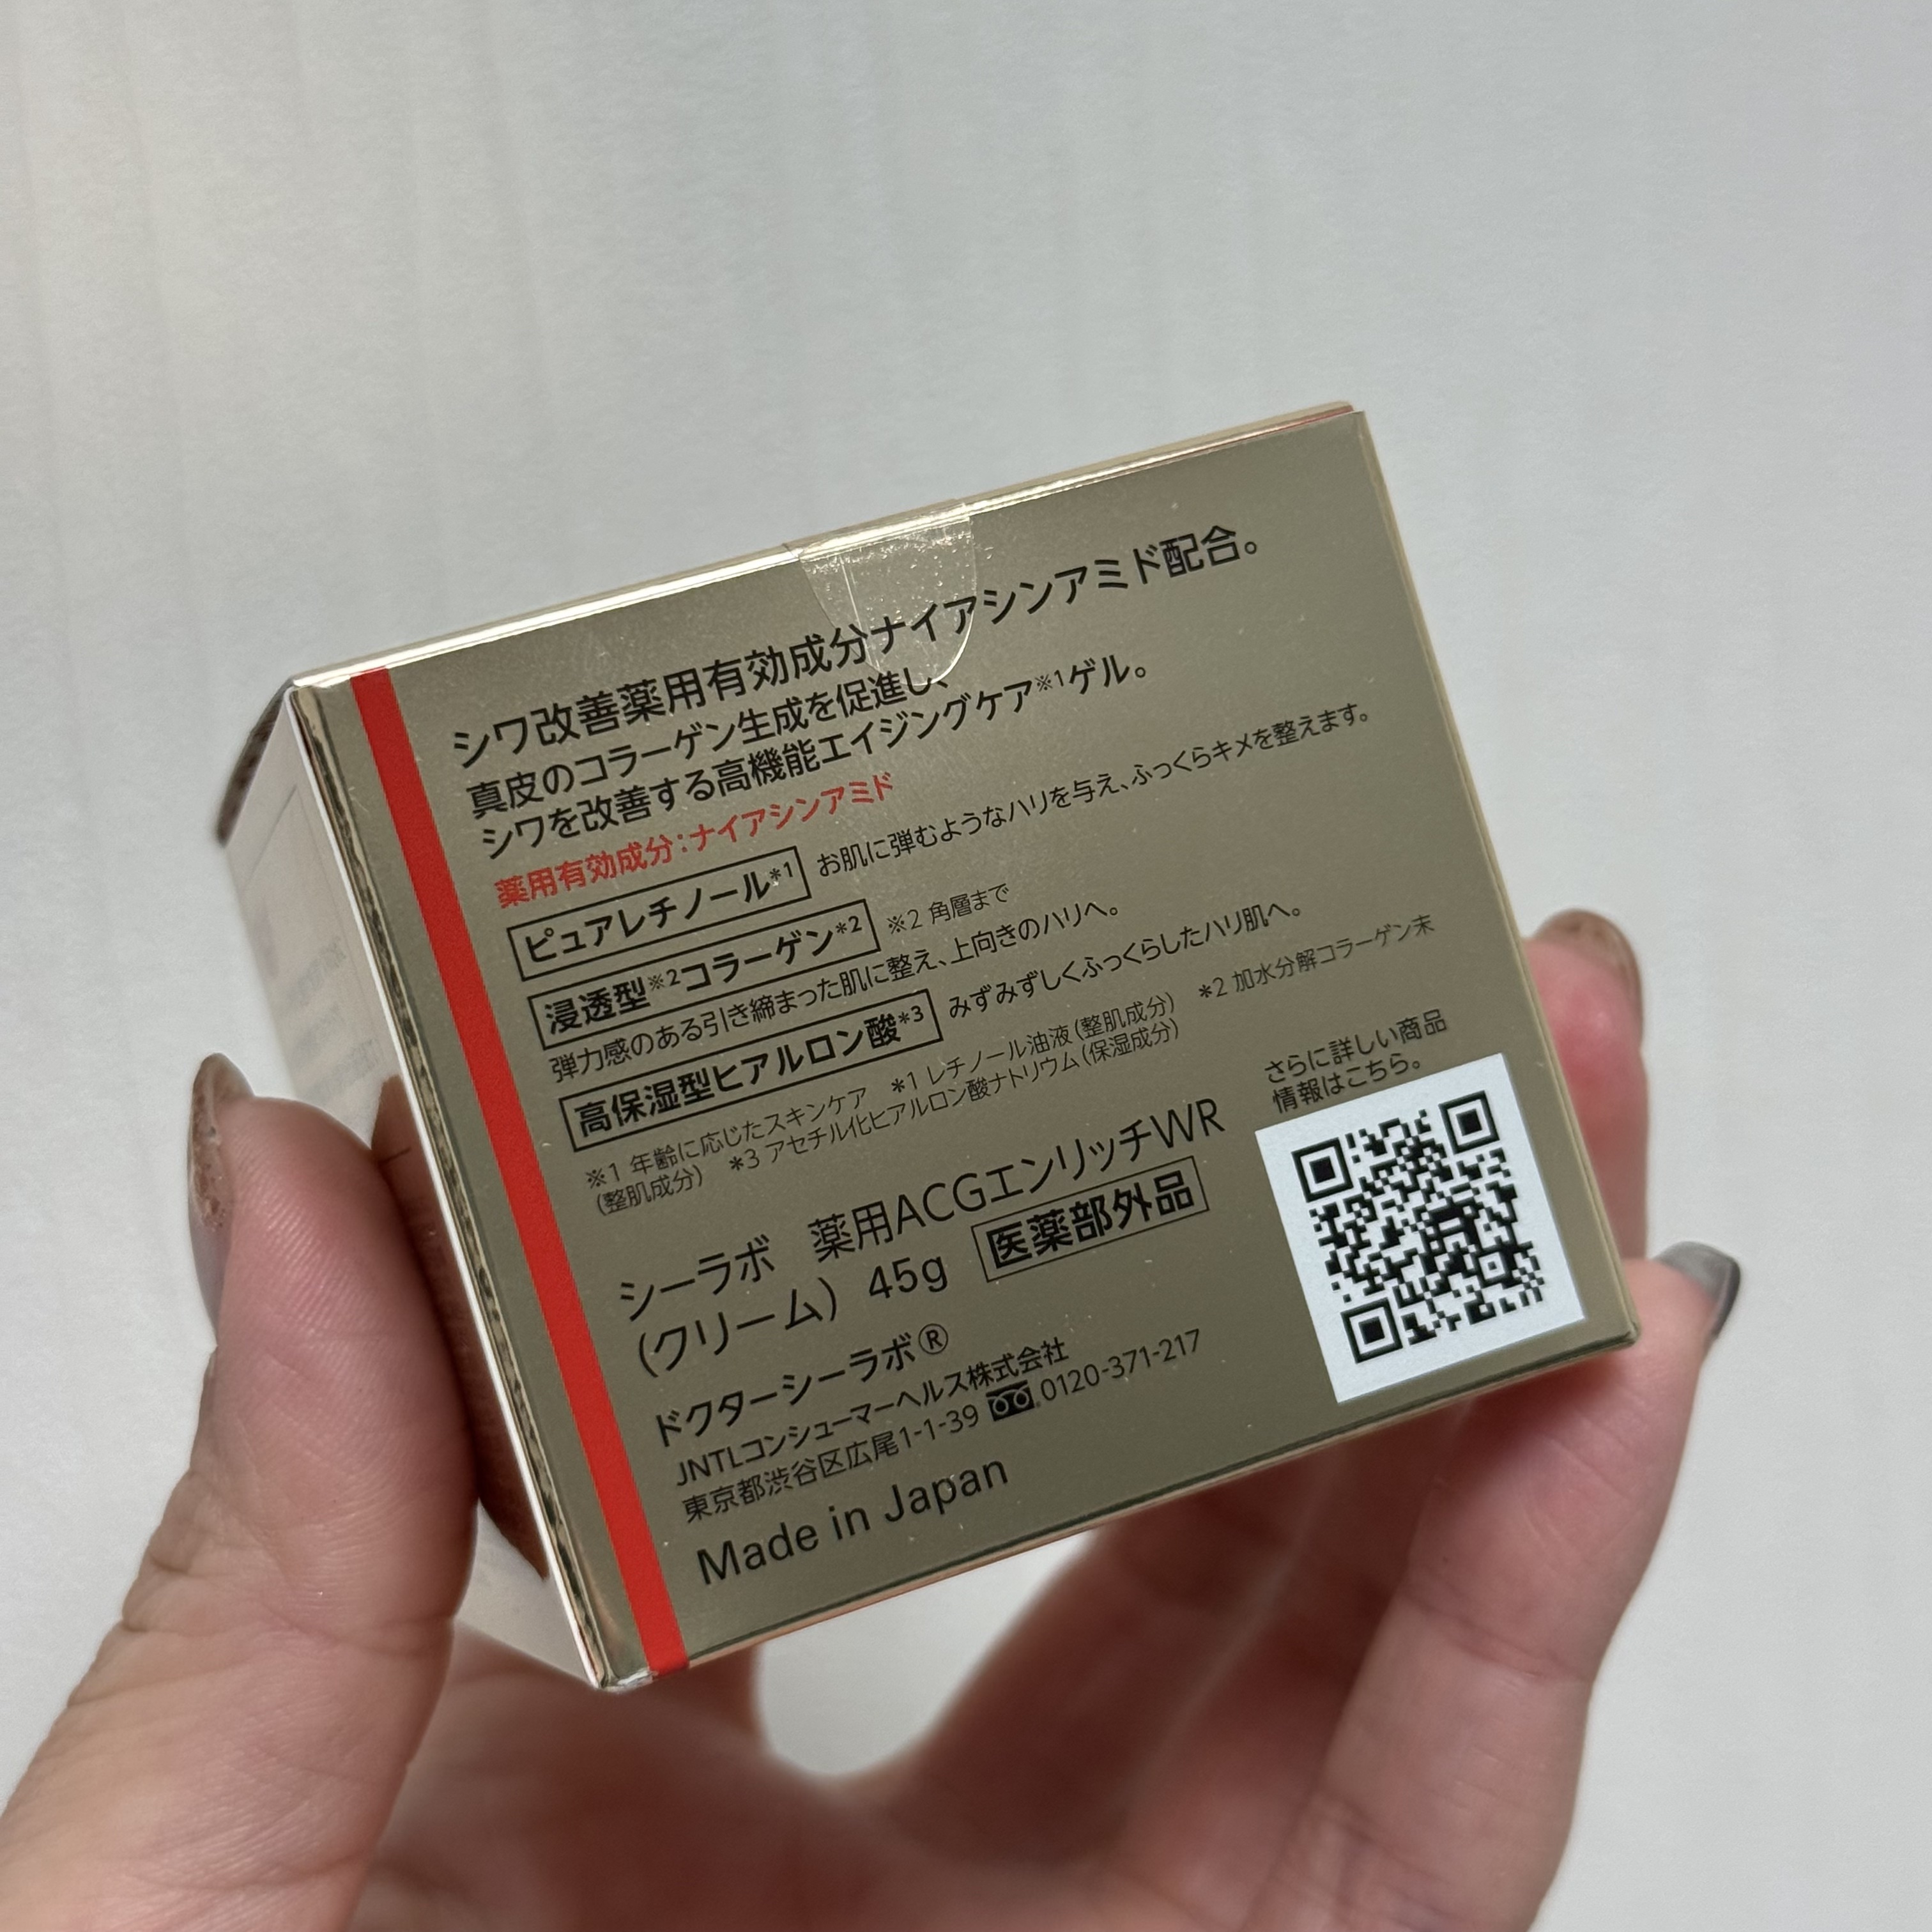 シワ改善薬用有効成分ナイアシンアミド配合。
真皮のコラーゲン生成を促進し、
シワを改善する高機能エイジングケア※1ゲル。
薬用有効成分：ナイアシンアミド
ピュアレチノール*1 お肌に弾むようなハリを与え、ふっくらキメを整えます。
浸透型※2コラーゲン*2 ※2 角層まで
弾力感のある引き締まった肌に整え、上向きのハリへ。
高保湿型ヒアルロン酸*3 みずみずしくふっくらしたハリ肌へ。
※1 年齢に応じたスキンケア *1 レチノール油液（整肌成分） *2 加水分解コラーゲン末
（整肌成分） *3 アセチル化ヒアルロン酸ナトリウム（保湿成分）
シーラボ 薬用ACGエンリッチWR
（クリーム） 45g 医薬部外品
ドクターシーラボ®
JNTLコンシューマーヘルス株式会社
東京都渋谷区広尾1-1-39 0120-371-217
Made in Japan
さらに詳しい商品
情報はこちら。